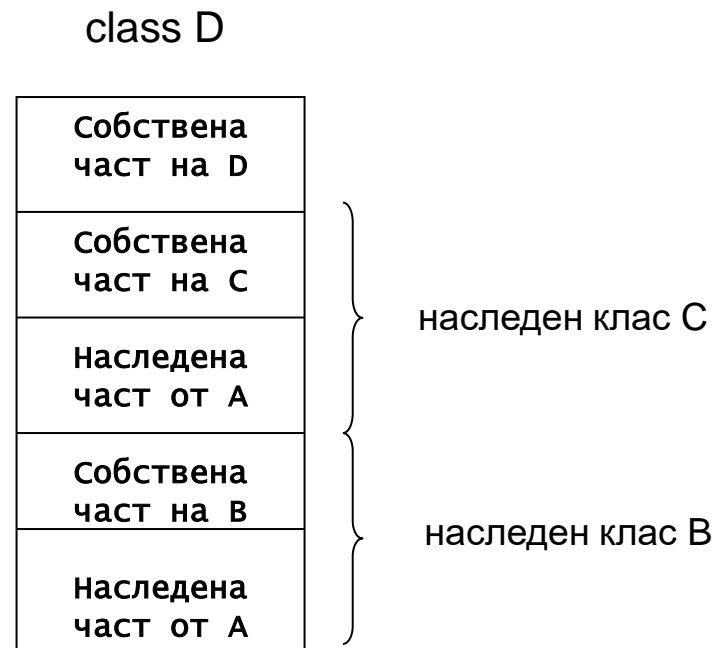 class D
Собствена
част на D
Собствена
част на C
Наследена
част от A
наследен клас C
Собствена
част на B
Наследена
част от A
наследен клас B